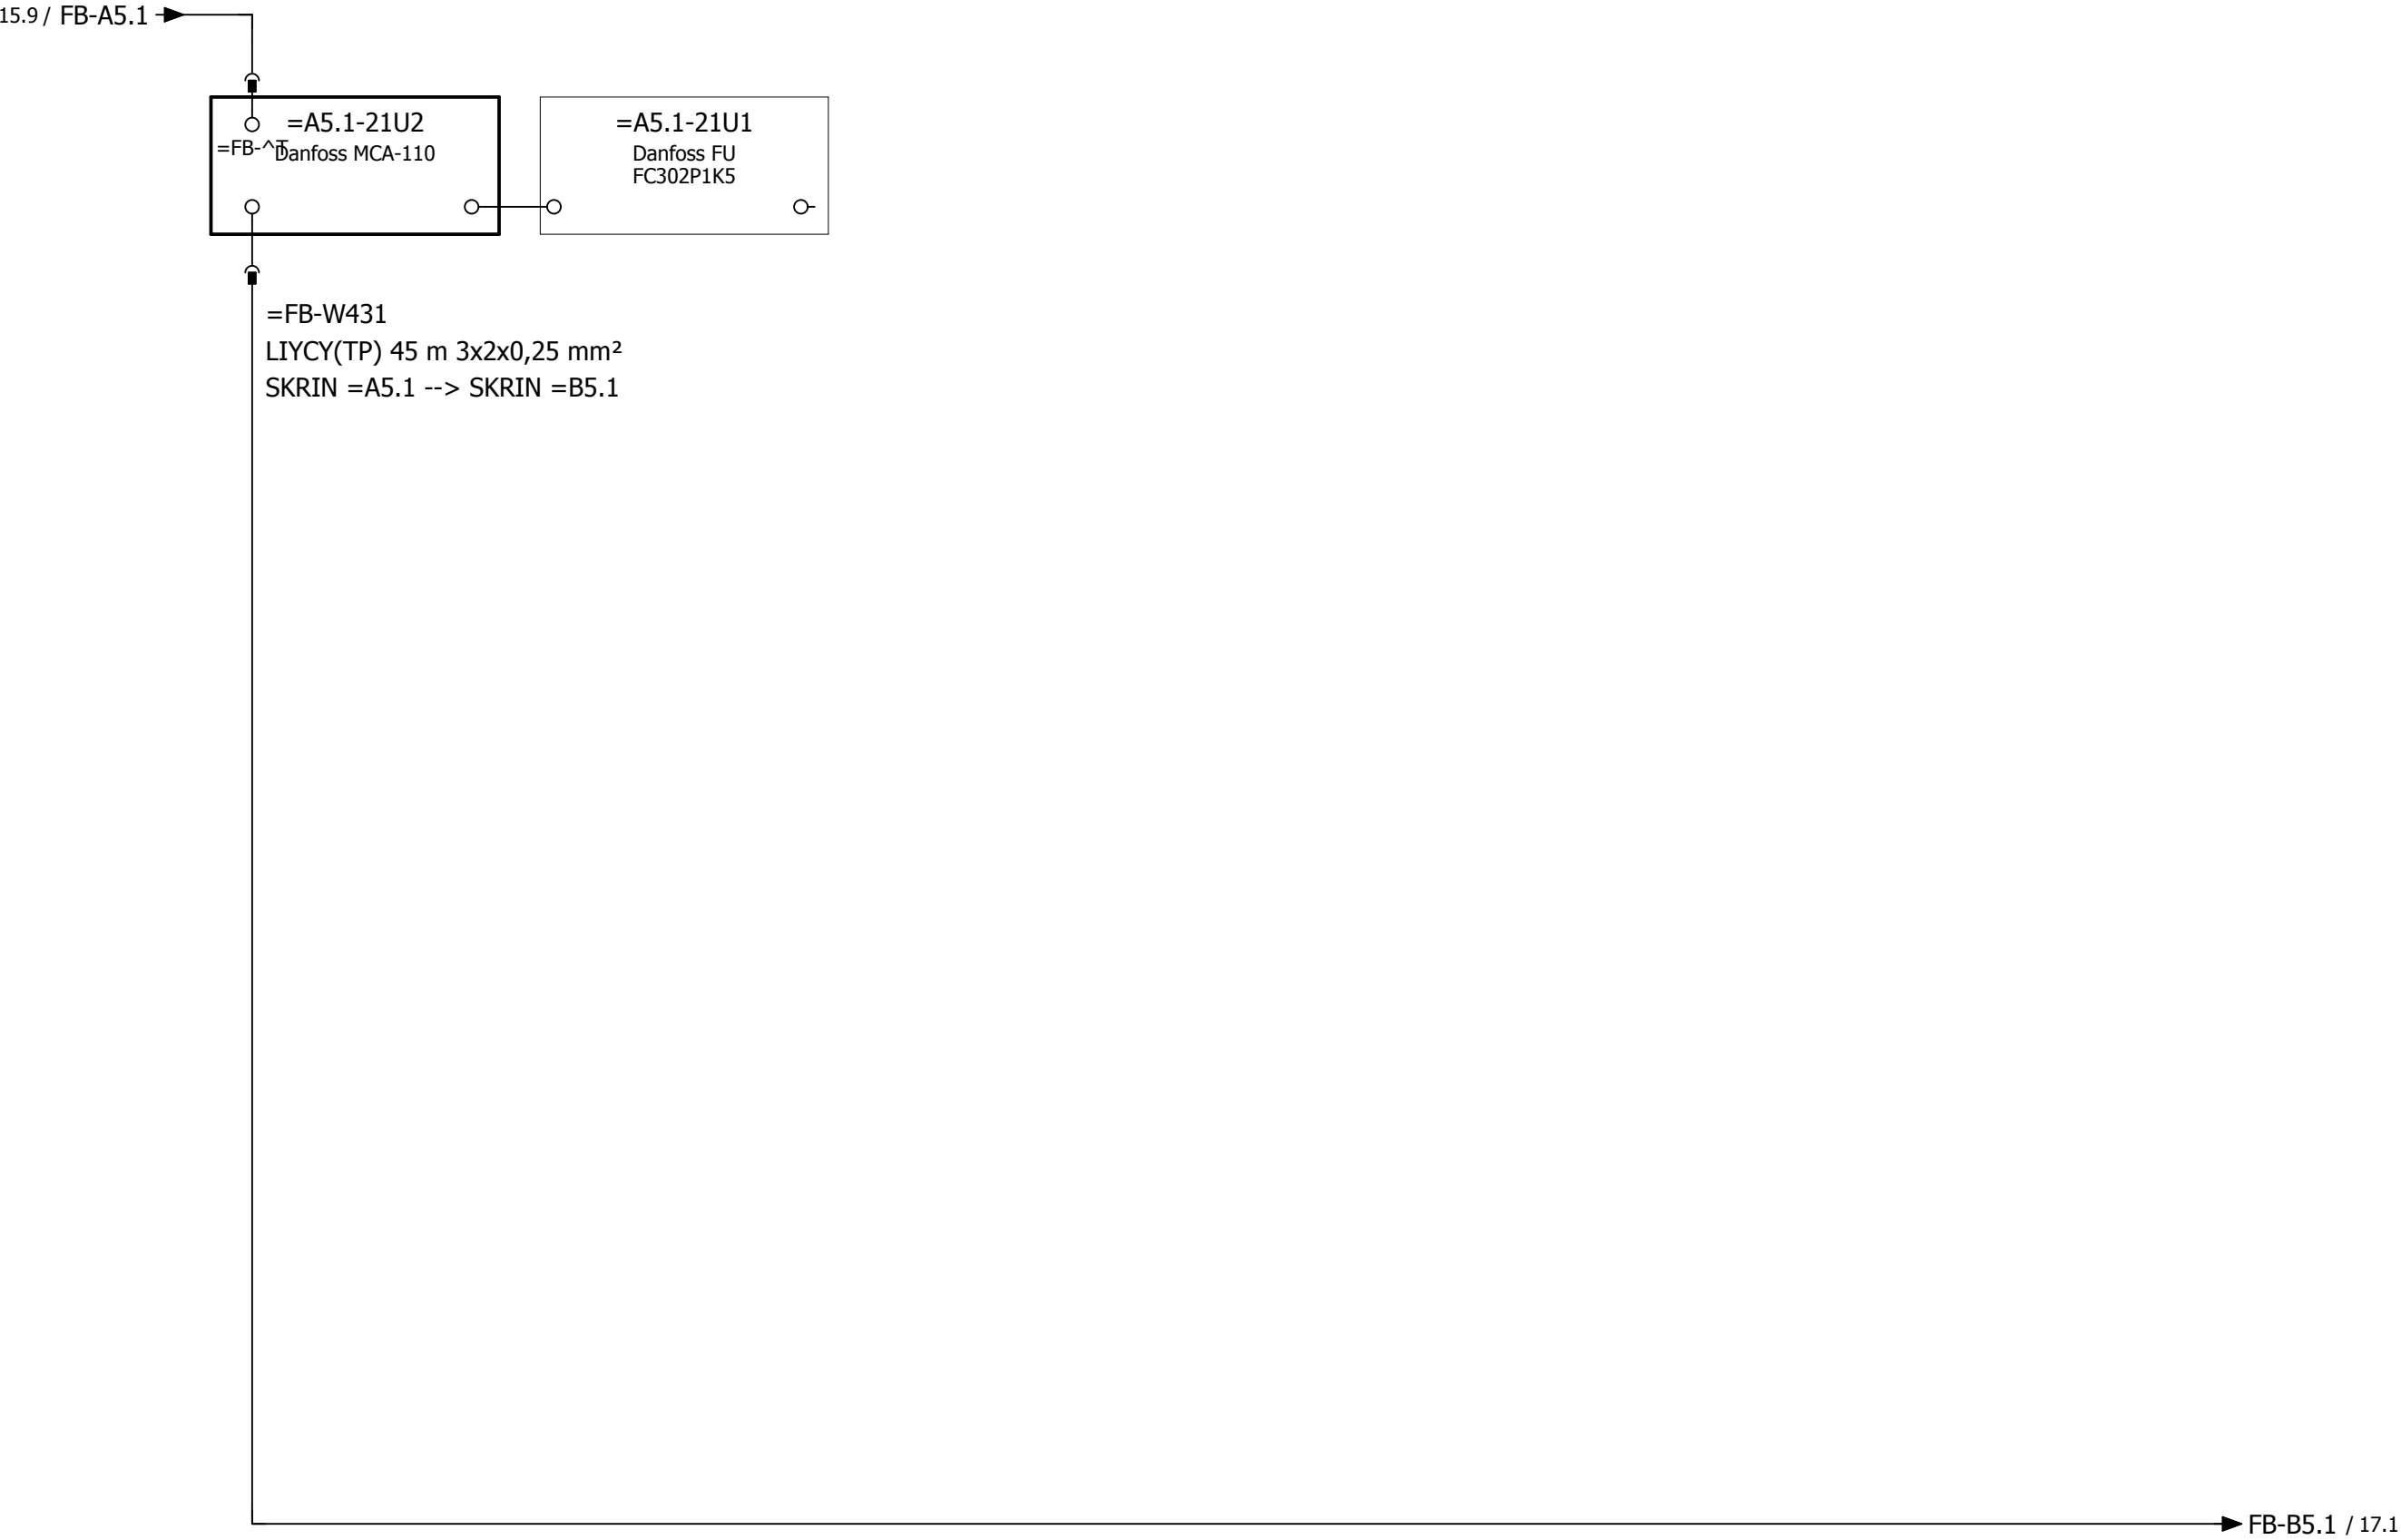 15.9 / FB-A5.1
=A5.1-21U2
=FB-^T
Danfoss MCA-110
=A5.1-21U1
Danfoss FU
FC302P1K5
=FB-W431
LIYCY(TP) 45 m 3x2x0,25 mm²
SKRIN =A5.1 --> SKRIN =B5.1
FB-B5.1 / 17.1